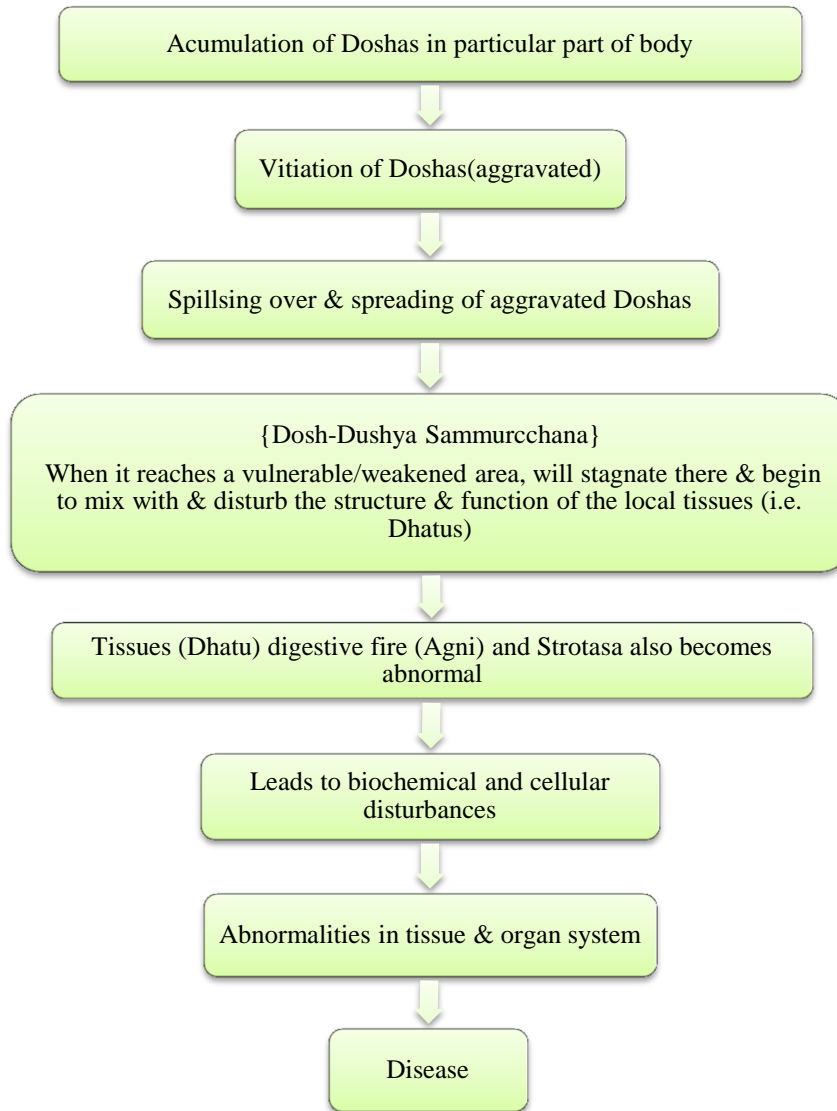 Acumulation of Doshas in particular part of body
Vitiation of Doshas(aggravated)
Spillsing over & spreading of aggravated Doshas
{Dosh-Dushya Sammurcchana}
When it reaches a vulnerable/weakened area, will stagnate there & begin
to mix with & disturb the structure & function of the local tissues (i.e.
Dhatus)
Tissues (Dhatu) digestive fire (Agni) and Strotasa also becomes
abnormal
Leads to biochemical and cellular
disturbances
Abnormalities in tissue & organ system
Disease